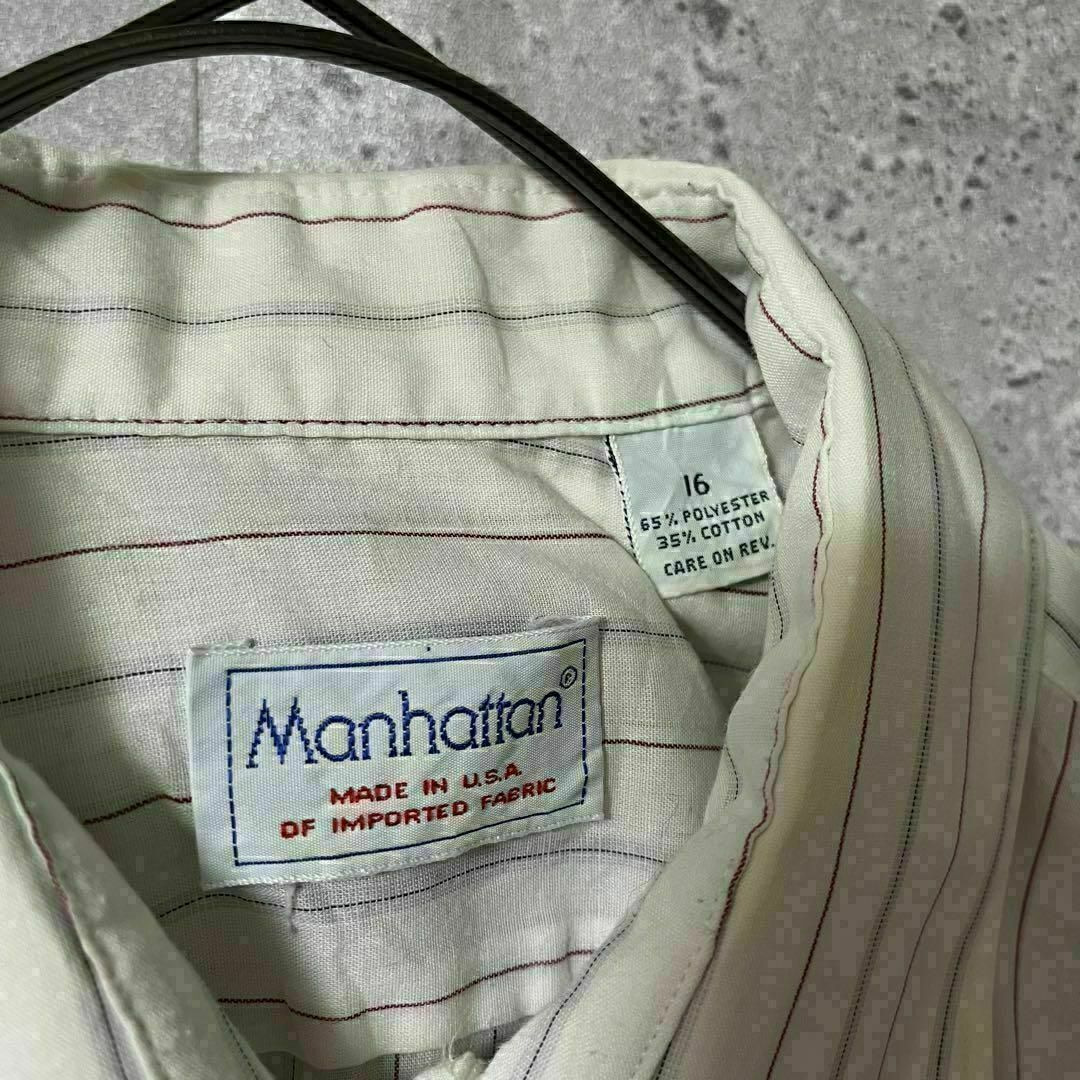 16
65% POLYESTER
35% COTTON
CARE ON REV.
Manhattan®
MADE IN U.S.A.
OF IMPORTED FABRIC